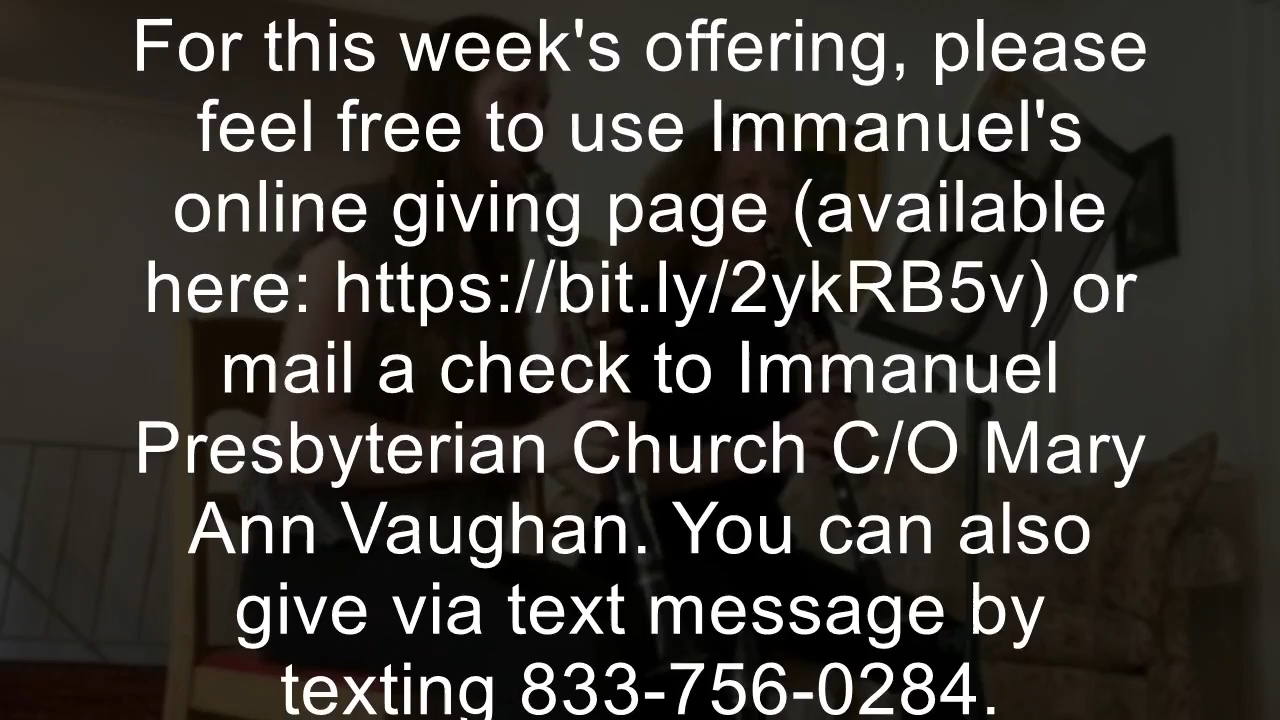 For this week's offering, please
feel free to use Immanuel's
online giving page (available
here: https://bit.ly/2ykRB5v) or
mail a check to Immanuel
Presbyterian Church C/O Mary
Ann Vaughan. You can also
give via text message by
texting 833-756-0284.